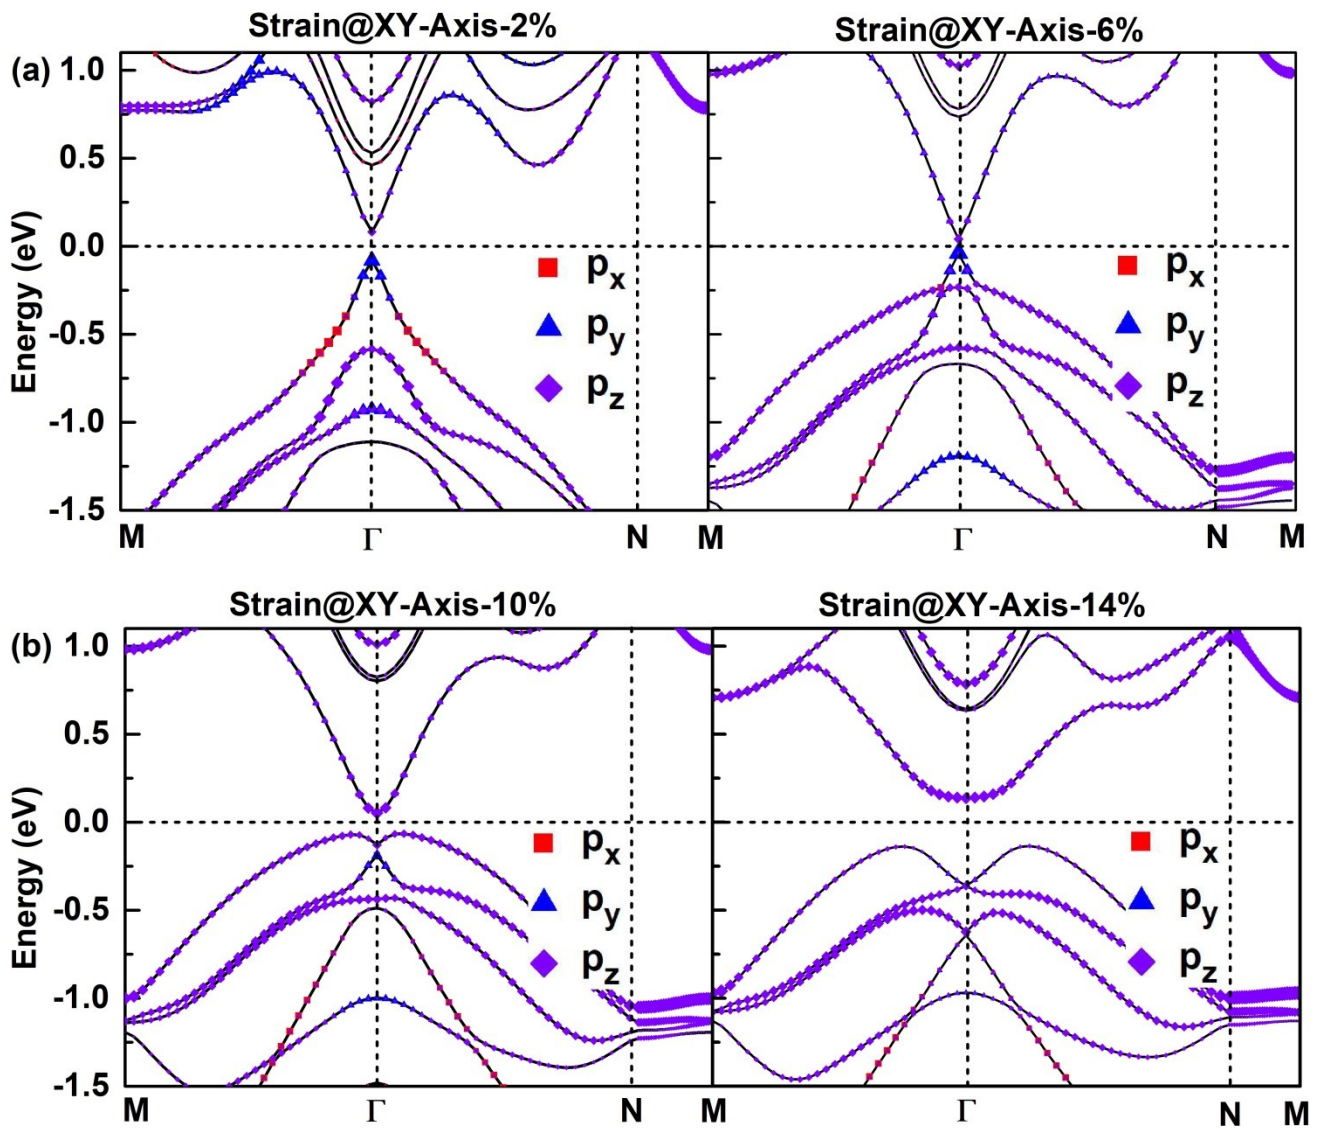 Strain@XY-Axis-2%
Strain@XY-Axis-6%
(a)
1.0
0.5
0.0
-0.5
-1.0
-1.5
Energy (eV)
px
py
pz
px
py
pz
M Γ N M Γ N M
Strain@XY-Axis-10%
Strain@XY-Axis-14%
(b)
1.0
0.5
0.0
-0.5
-1.0
-1.5
Energy (eV)
px
py
pz
px
py
pz
M Γ N M Γ N M